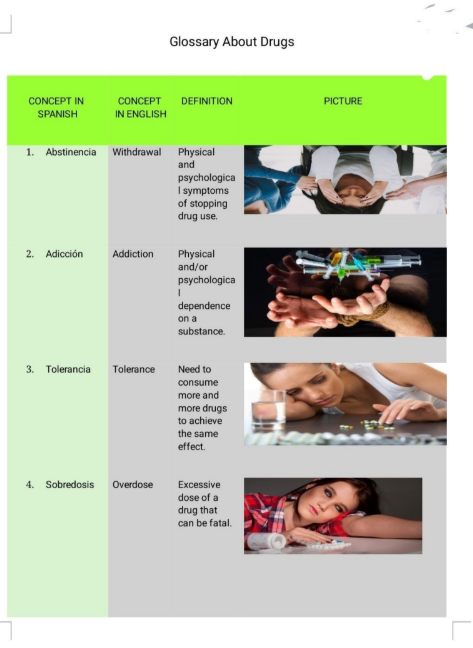 Glossary About Drugs
CONCEPT IN
SPANISH
CONCEPT
IN ENGLISH
DEFINITION
PICTURE
1. Abstinencia
Withdrawal
Physical
and
psychologica
l symptoms
of stopping
drug use.
2. Adicción
Addiction
Physical
and/or
psychologica
l
dependence
on a
substance.
3. Tolerancia
Tolerance
Need to
consume
more and
more drugs
to achieve
the same
effect.
4. Sobredosis
Overdose
Excessive
dose of a
drug that
can be fatal.